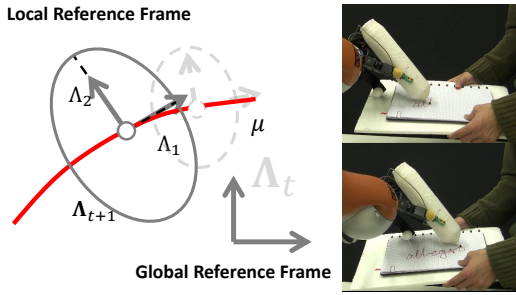 Local Reference Frame
Λ₂
Λ₁
μ
Λₜ₊₁
Λₜ
Global Reference Frame